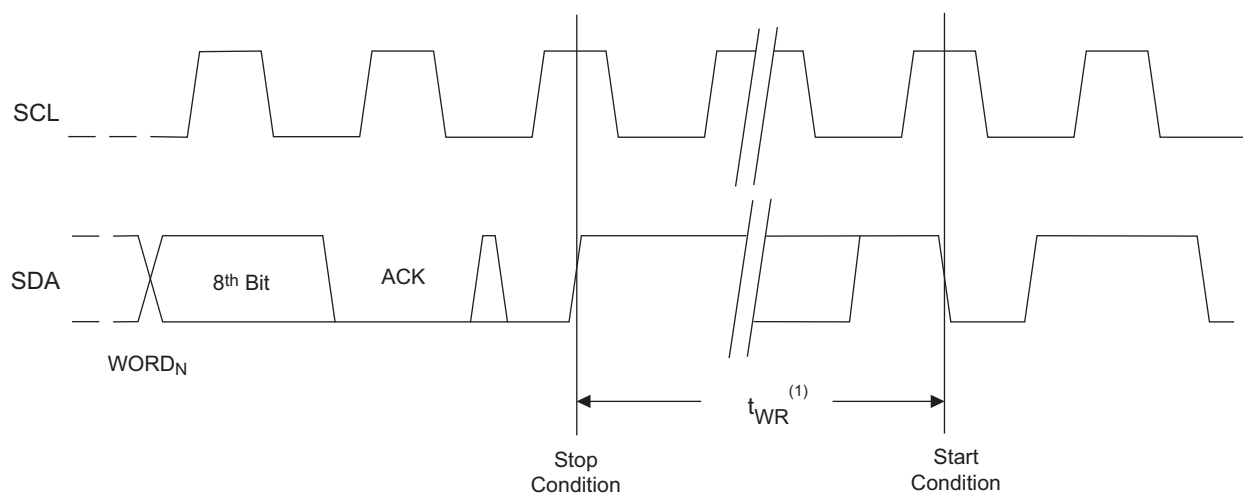 SCL
SDA
8th Bit
ACK
WORDN
tWR(1)
Stop
Condition
Start
Condition